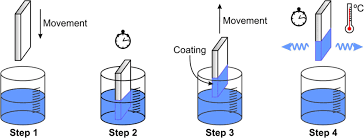 Movement
Step 1
Step 2
Movement
Coating
Step 3
°C
Step 4